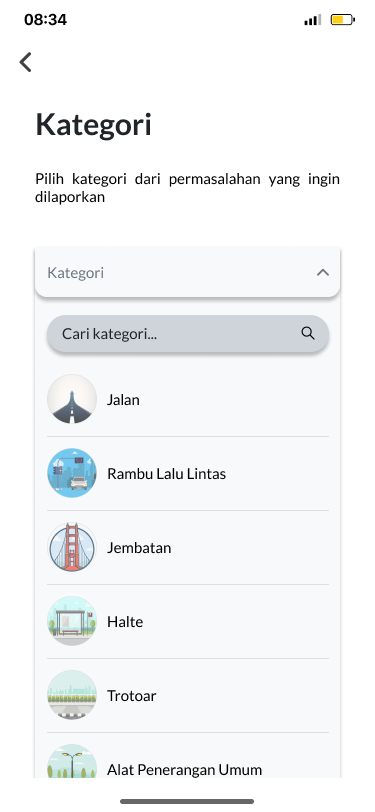 08:34
Kategori
Pilih kategori dari permasalahan yang ingin
dilaporkan
Kategori
Cari kategori...
Jalan
Rambu Lalu Lintas
Jembatan
Halte
Trotoar
Alat Penerangan Umum